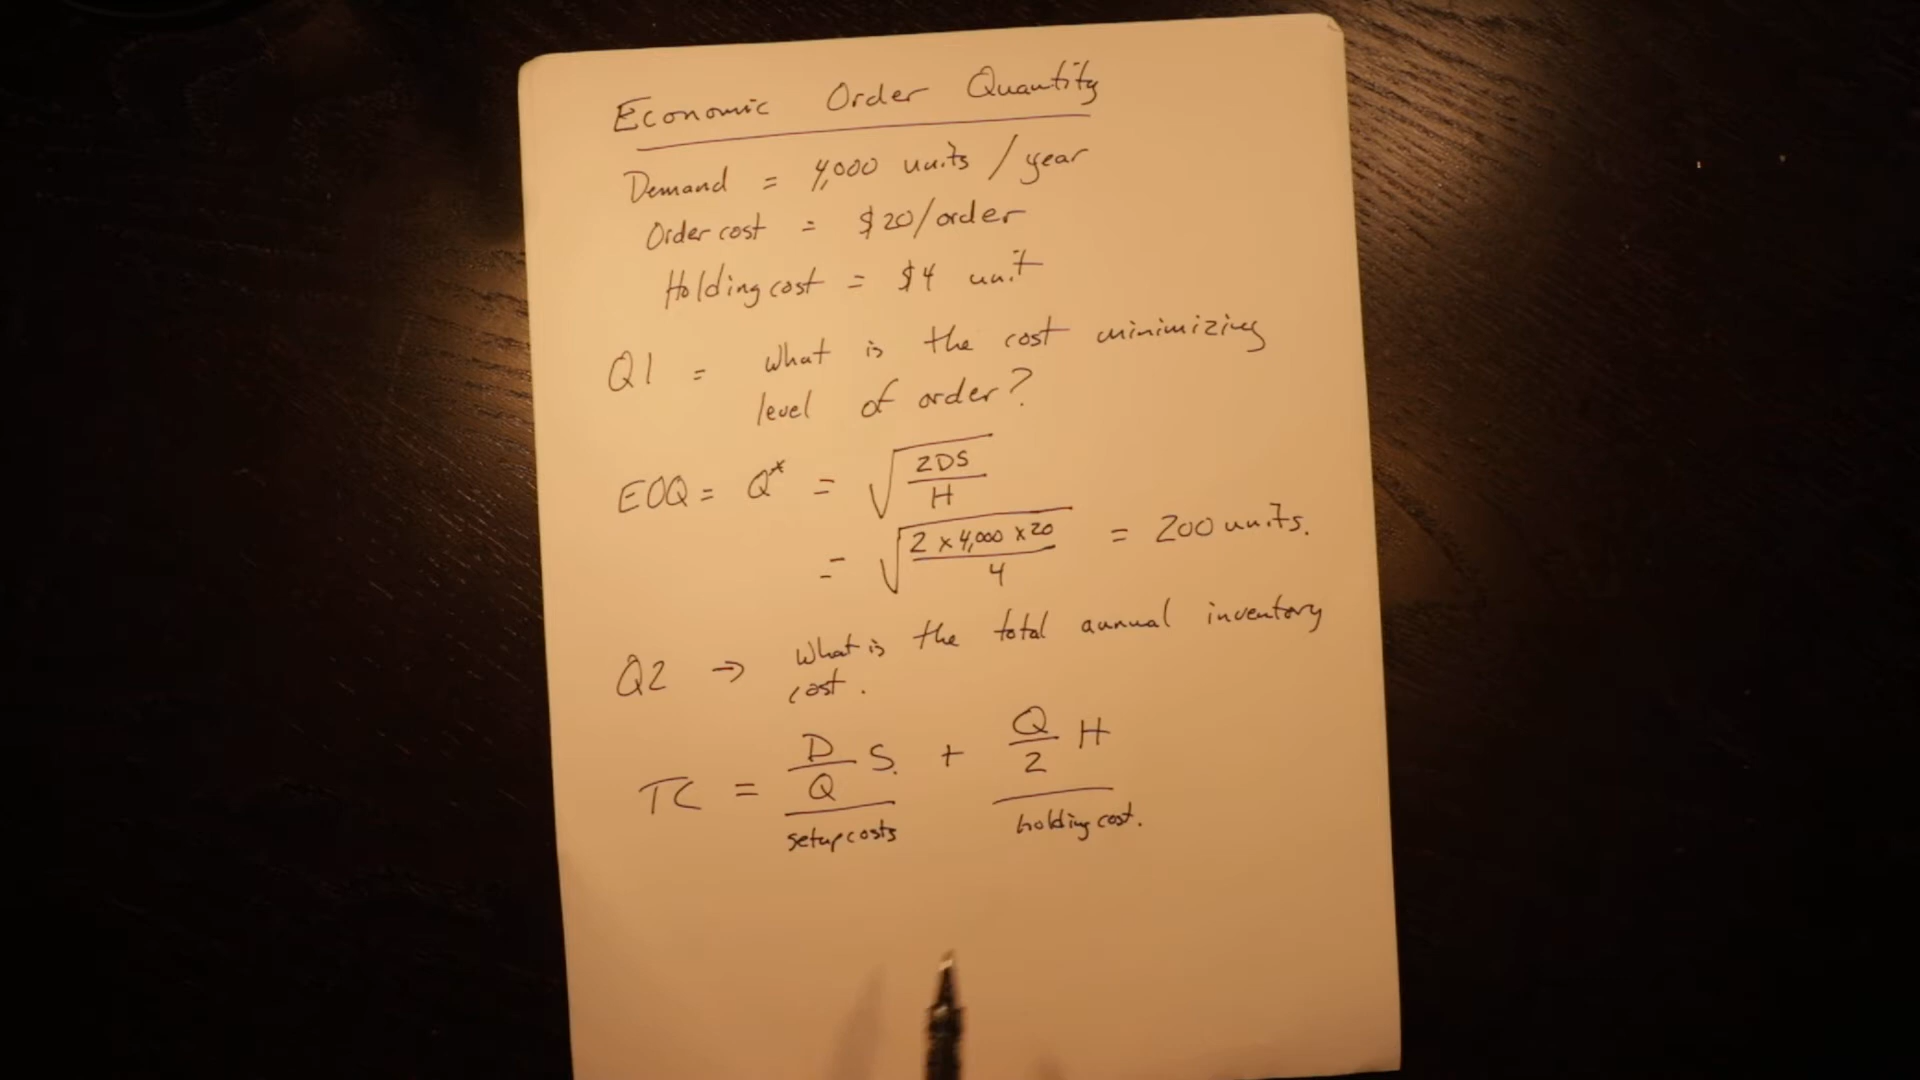 Economic Order Quantity
Demand = 4,000 units / year
Order cost = $20/order
Holding cost = $4 unit
Q1 = What is the cost minimizing
level of order?
EOQ = Q* = √(2DS/H)
= √(2 x 4,000 x 20/4) = 200 units.
Q2 → What is the total annual inventory
cost.
TC = D/Q S. + Q/2 H
setup costs holding cost.